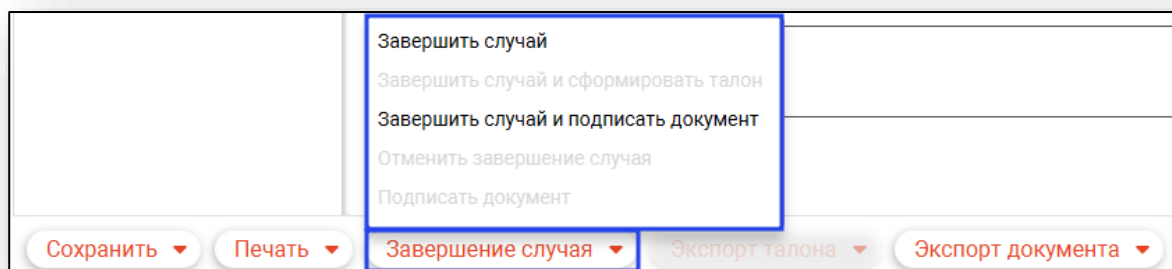 Завершить случай
Завершить случай и сформировать талон
Завершить случай и подписать документ
Отменить завершение случая
Подписать документ
Сохранить Печать Завершение случая Экспорт талона Экспорт документа